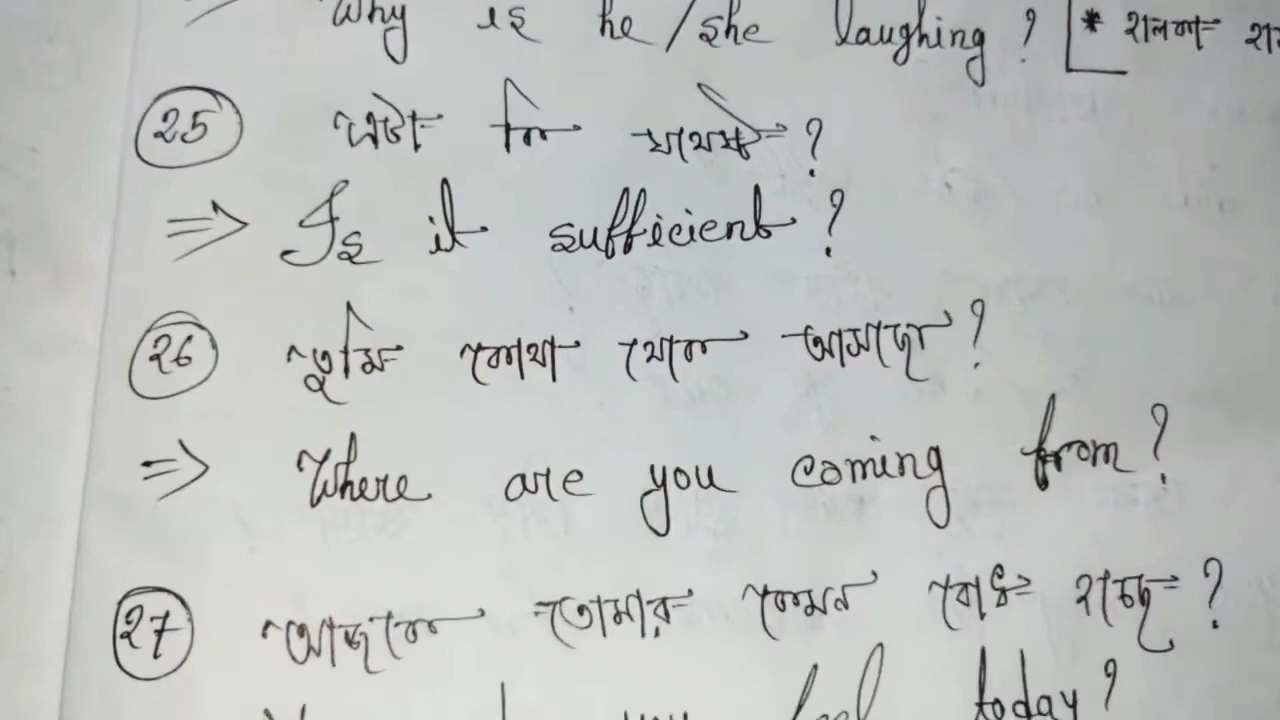 Why is he/she laughing? [*
25 এটা কি যথেষ্ট?
⇒ Is it sufficient?
26 তুমি কোথা থেকে আসছো?
⇒ Where are you coming from?
27 আজকে তোমার কেমন বোধ হচ্ছে?
feel today?